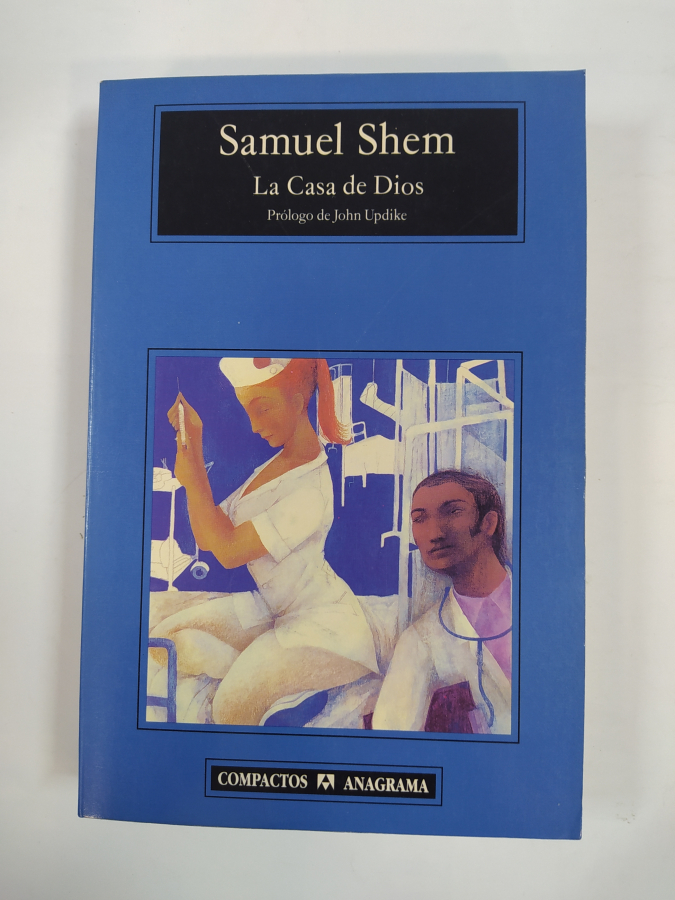 Samuel Shem
La Casa de Dios
Prólogo de John Updike
COMPACTOS ANAGRAMA